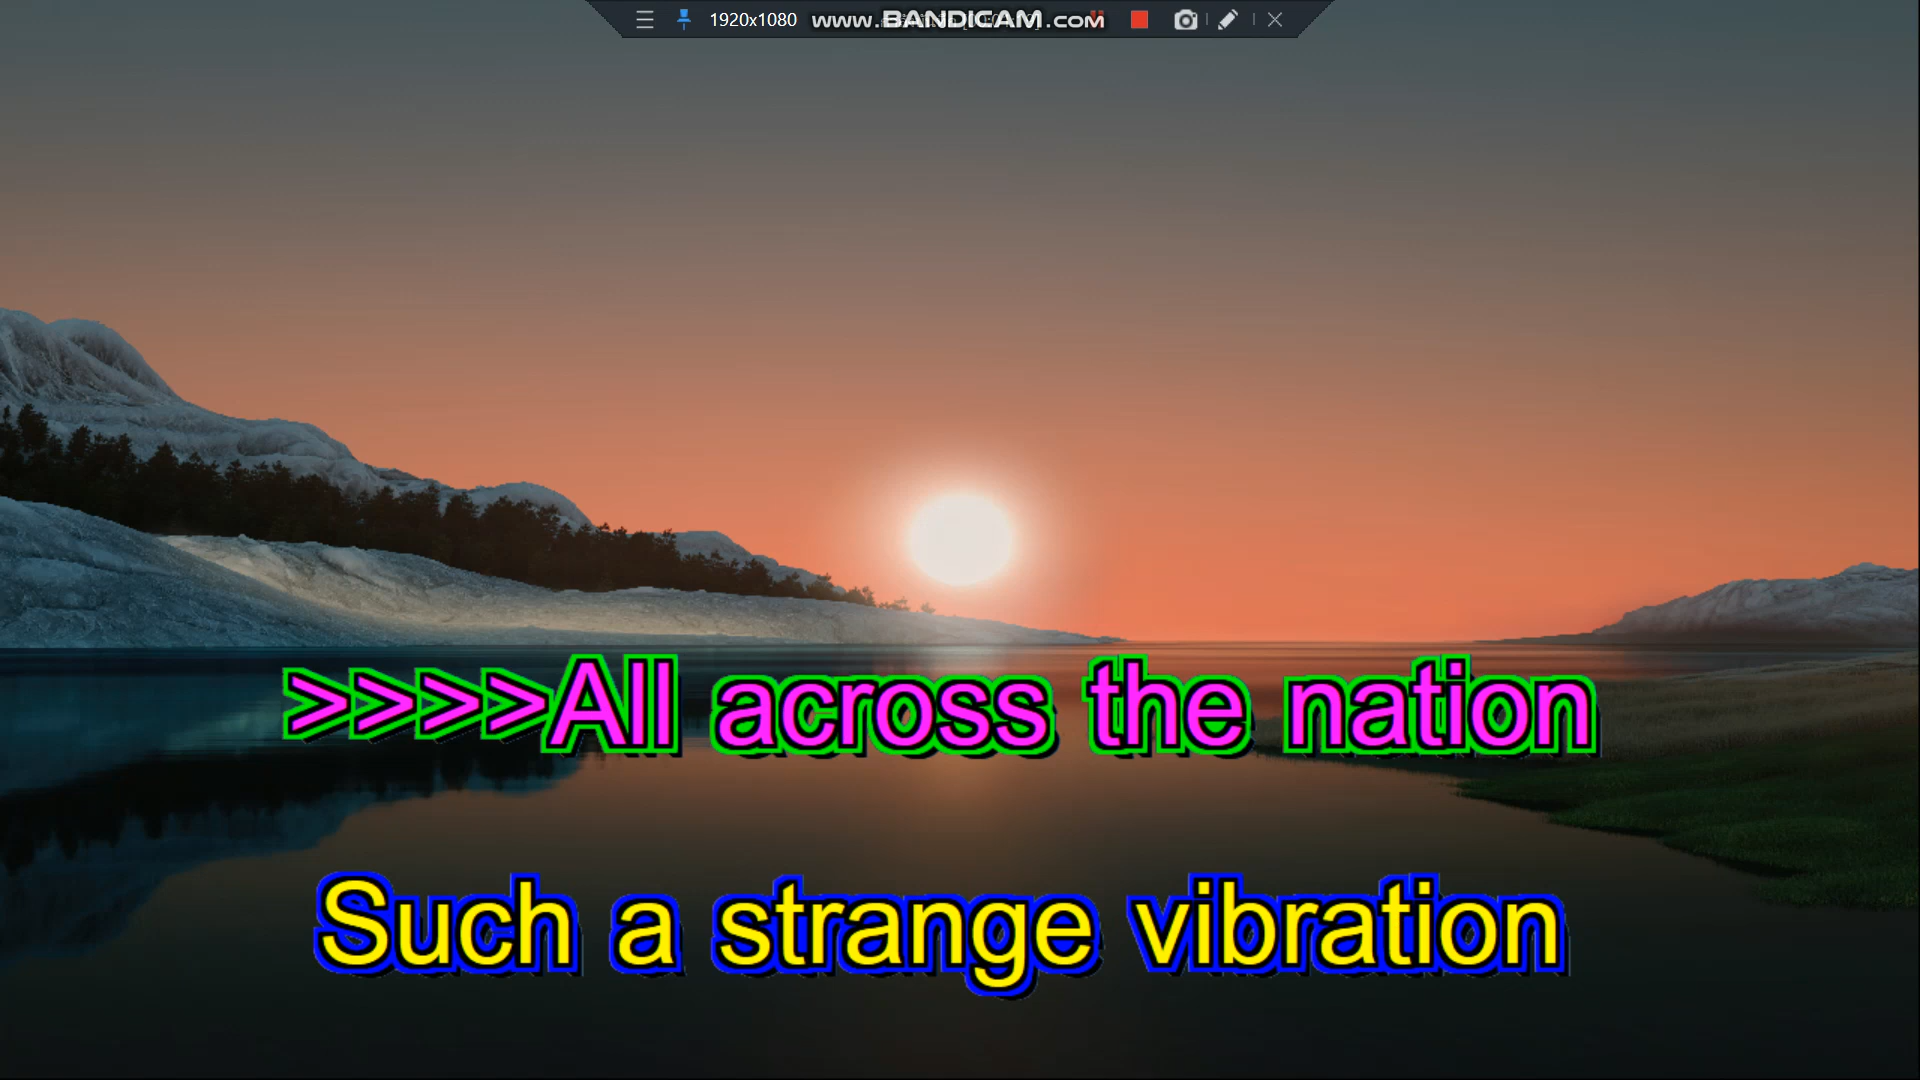 1920x1080 www.BANDICAM.com
>>>>All across the nation
Such a strange vibration